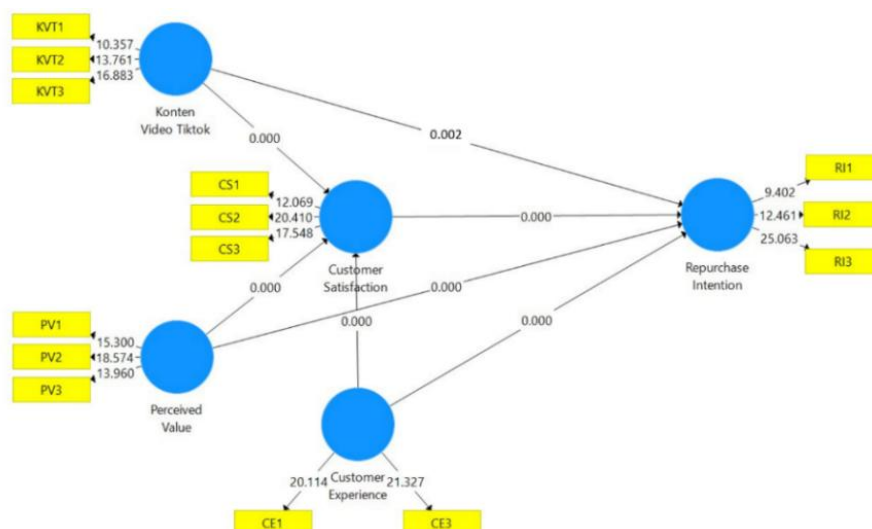 KVT1
10.357
KVT2
13.761
16.883
KVT3
Konten
Video Tiktok
0.000
0.002
RI1
9.402
CS1
12.069
CS2
20.410
17.548
CS3
0.000
12.461
RI2
25.063
RI3
Customer
Satisfaction
Repurchase
Intention
0.000
0.000
PV1
15.300
PV2
18.574
13.960
PV3
0.000
0.000
Perceived
Value
20.114
Customer
Experience
21.327
CE1
CE3